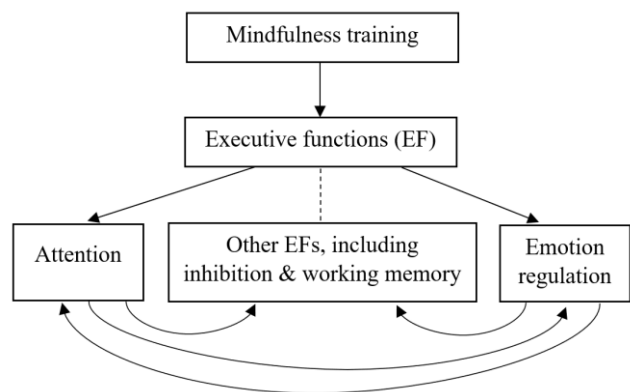 Mindfulness training
Executive functions (EF)
Attention
Other EFs, including
inhibition & working memory
Emotion
regulation